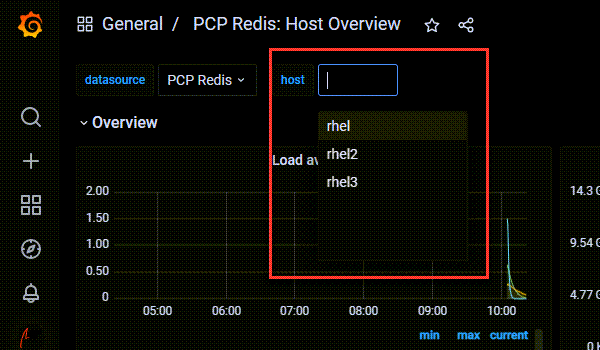 General / PCP Redis: Host Overview
datasource PCP Redis host
Overview
rhel
rhel2
rhel3
Load av
2.00
1.50
1.00
0.50
0
05:00 06:00 07:00 08:00 09:00 10:00
min max current
14.3 G
9.54 G
4.77 G
0 K